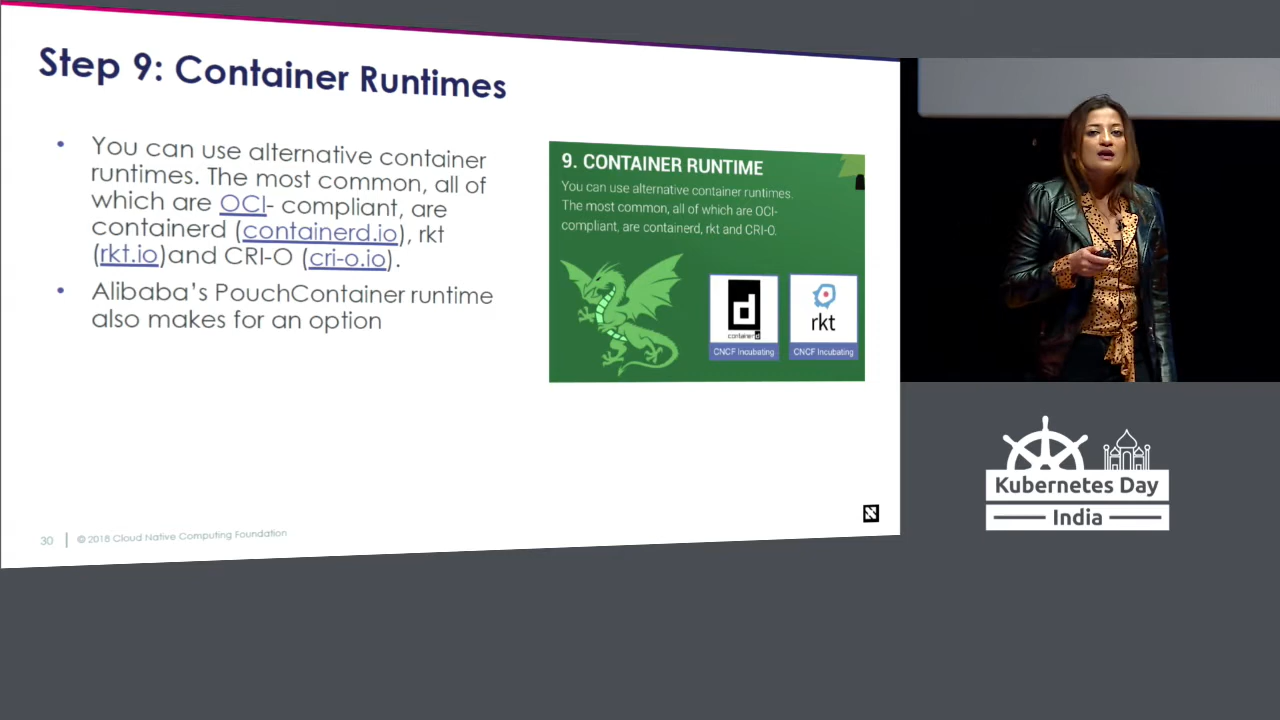 Step 9: Container Runtimes
• You can use alternative container
runtimes. The most common, all of
which are OCI- compliant, are
containerd (containerd.io), rkt
(rkt.io)and CRI-O (cri-o.io).
• Alibaba's PouchContainer runtime
also makes for an option
9. CONTAINER RUNTIME
You can use alternative container runtimes.
The most common, all of which are OCI-
compliant, are containerd, rkt and CRI-O.
d
containerd
CNCF Incubating
rkt
CNCF Incubating
30 | © 2018 Cloud Native Computing Foundation
Kubernetes Day
India